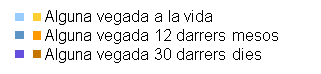 Alguna vegada a la vida
Alguna vegada 12 darrers mesos
Alguna vegada 30 darrers dies